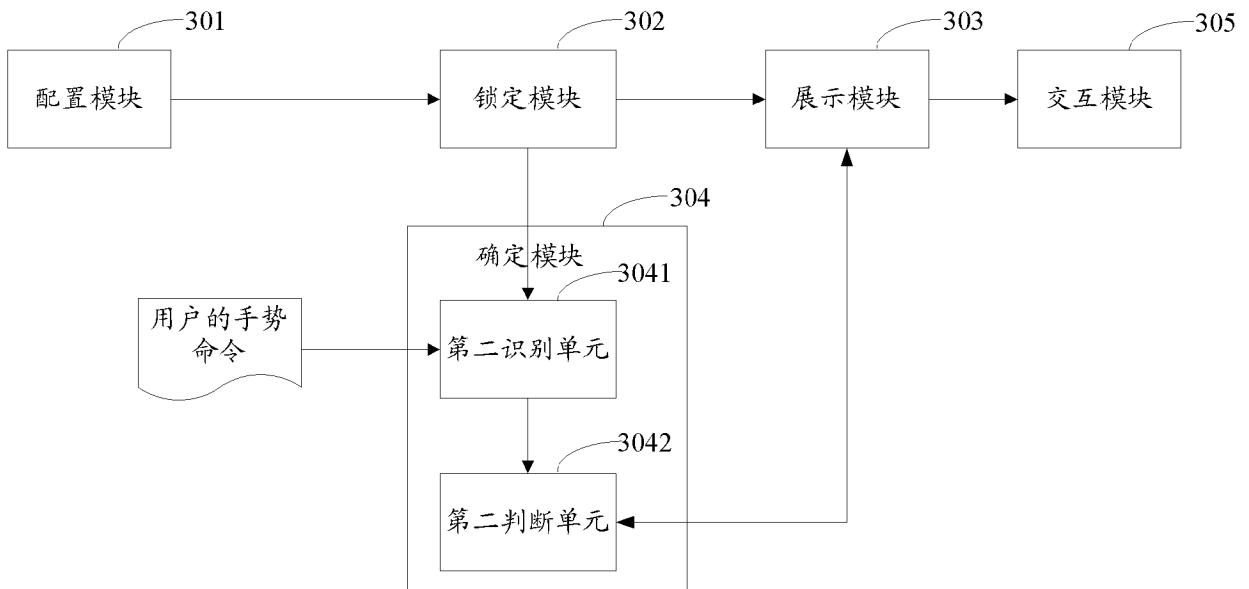 301
302
303
305
配置模块
锁定模块
展示模块
交互模块
304
确定模块
3041
用户的手势
命令
第二识别单元
3042
第二判断单元